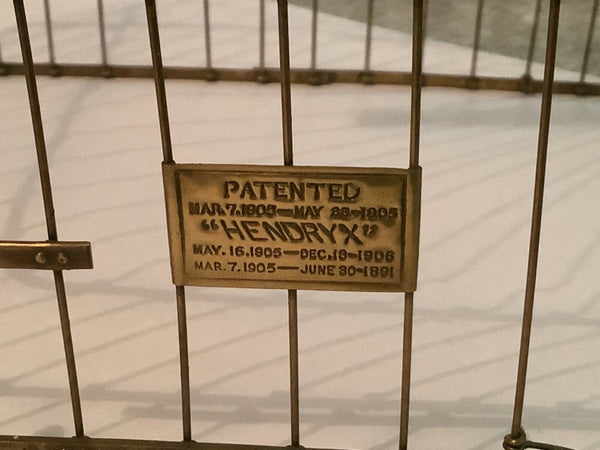 PATENTED
MAR.7.1905—MAY 28-1905
"HENDRYX"
MAY.16.1905—DEC.18-1906
MAR.7.1905—JUNE 30-1891